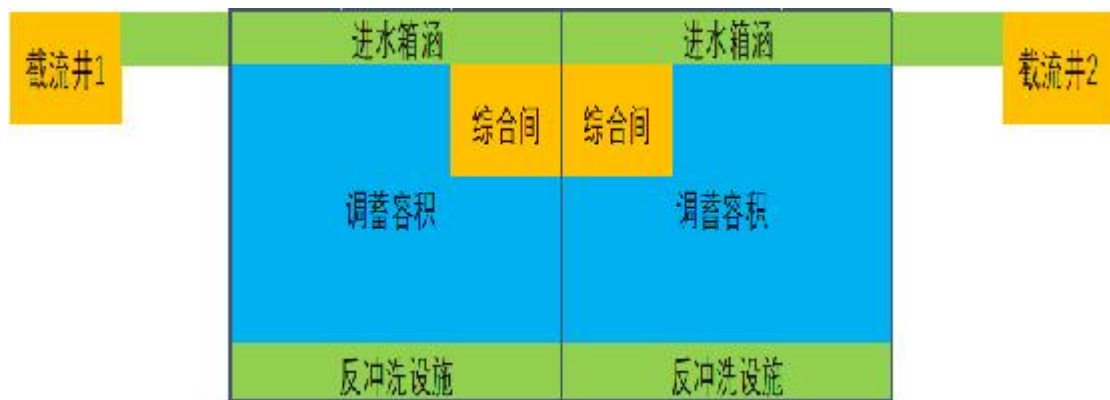 截流井1
进水箱涵
进水箱涵
截流井2
综合间
综合间
调蓄容积
调蓄容积
反冲洗设施
反冲洗设施